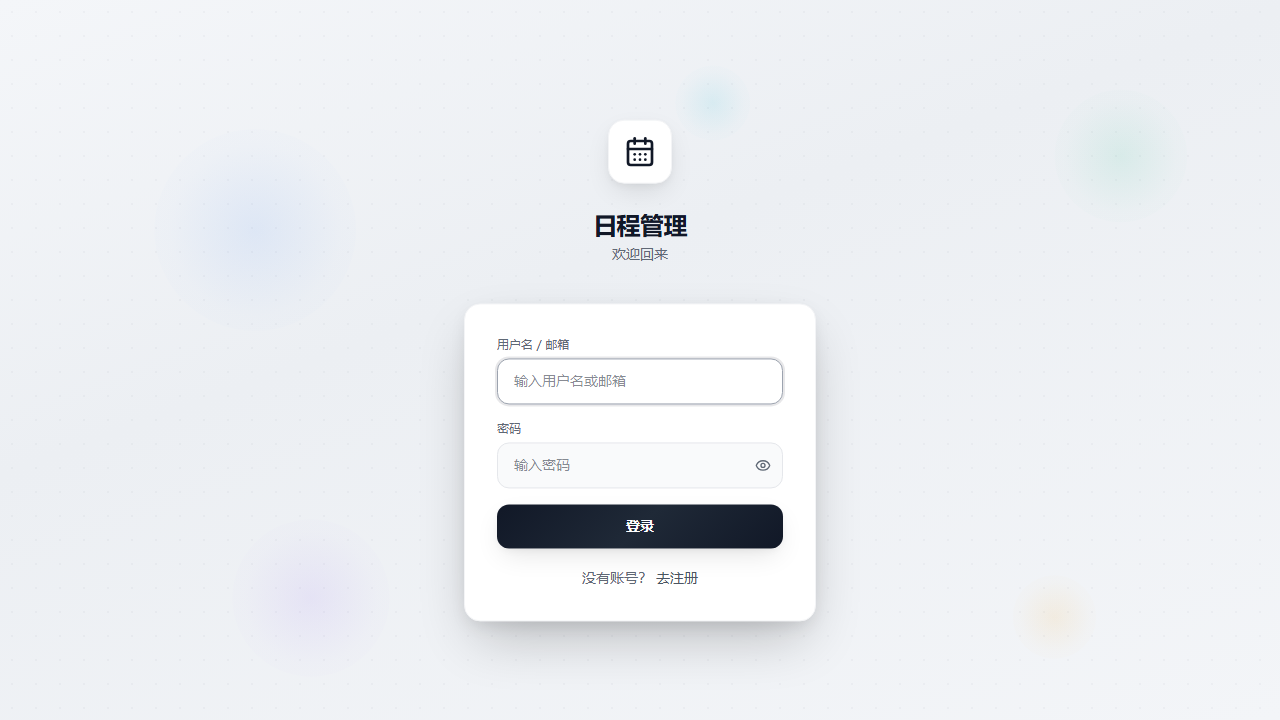 日程管理
欢迎回来
用户名 / 邮箱
输入用户名或邮箱
密码
输入密码
登录
没有账号? 去注册